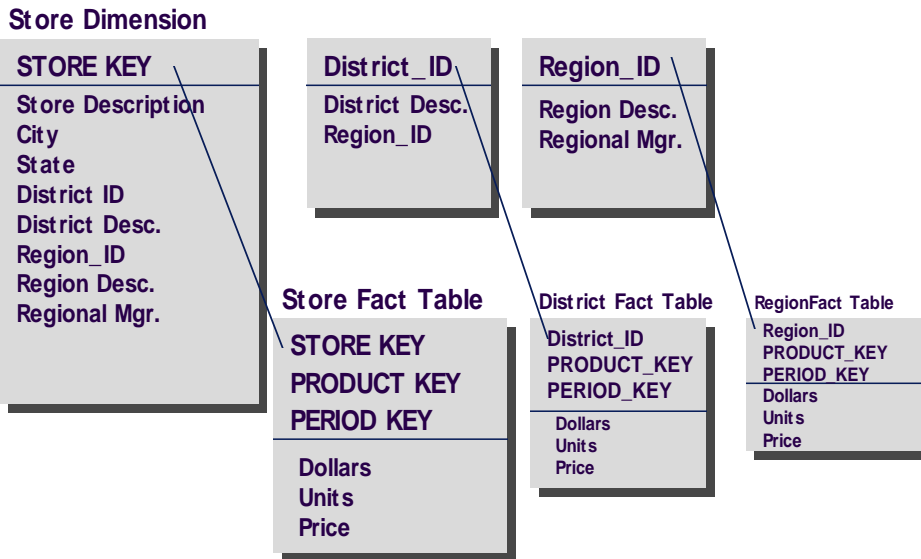 Store Dimension
STORE KEY
Store Description
City
State
District ID
District Desc.
Region_ID
Region Desc.
Regional Mgr.
District_ID
District Desc.
Region_ID
Region_ID
Region Desc.
Regional Mgr.
Store Fact Table
STORE KEY
PRODUCT KEY
PERIOD KEY
Dollars
Units
Price
District Fact Table
District_ID
PRODUCT_KEY
PERIOD_KEY
Dollars
Units
Price
RegionFact Table
Region_ID
PRODUCT_KEY
PERIOD_KEY
Dollars
Units
Price